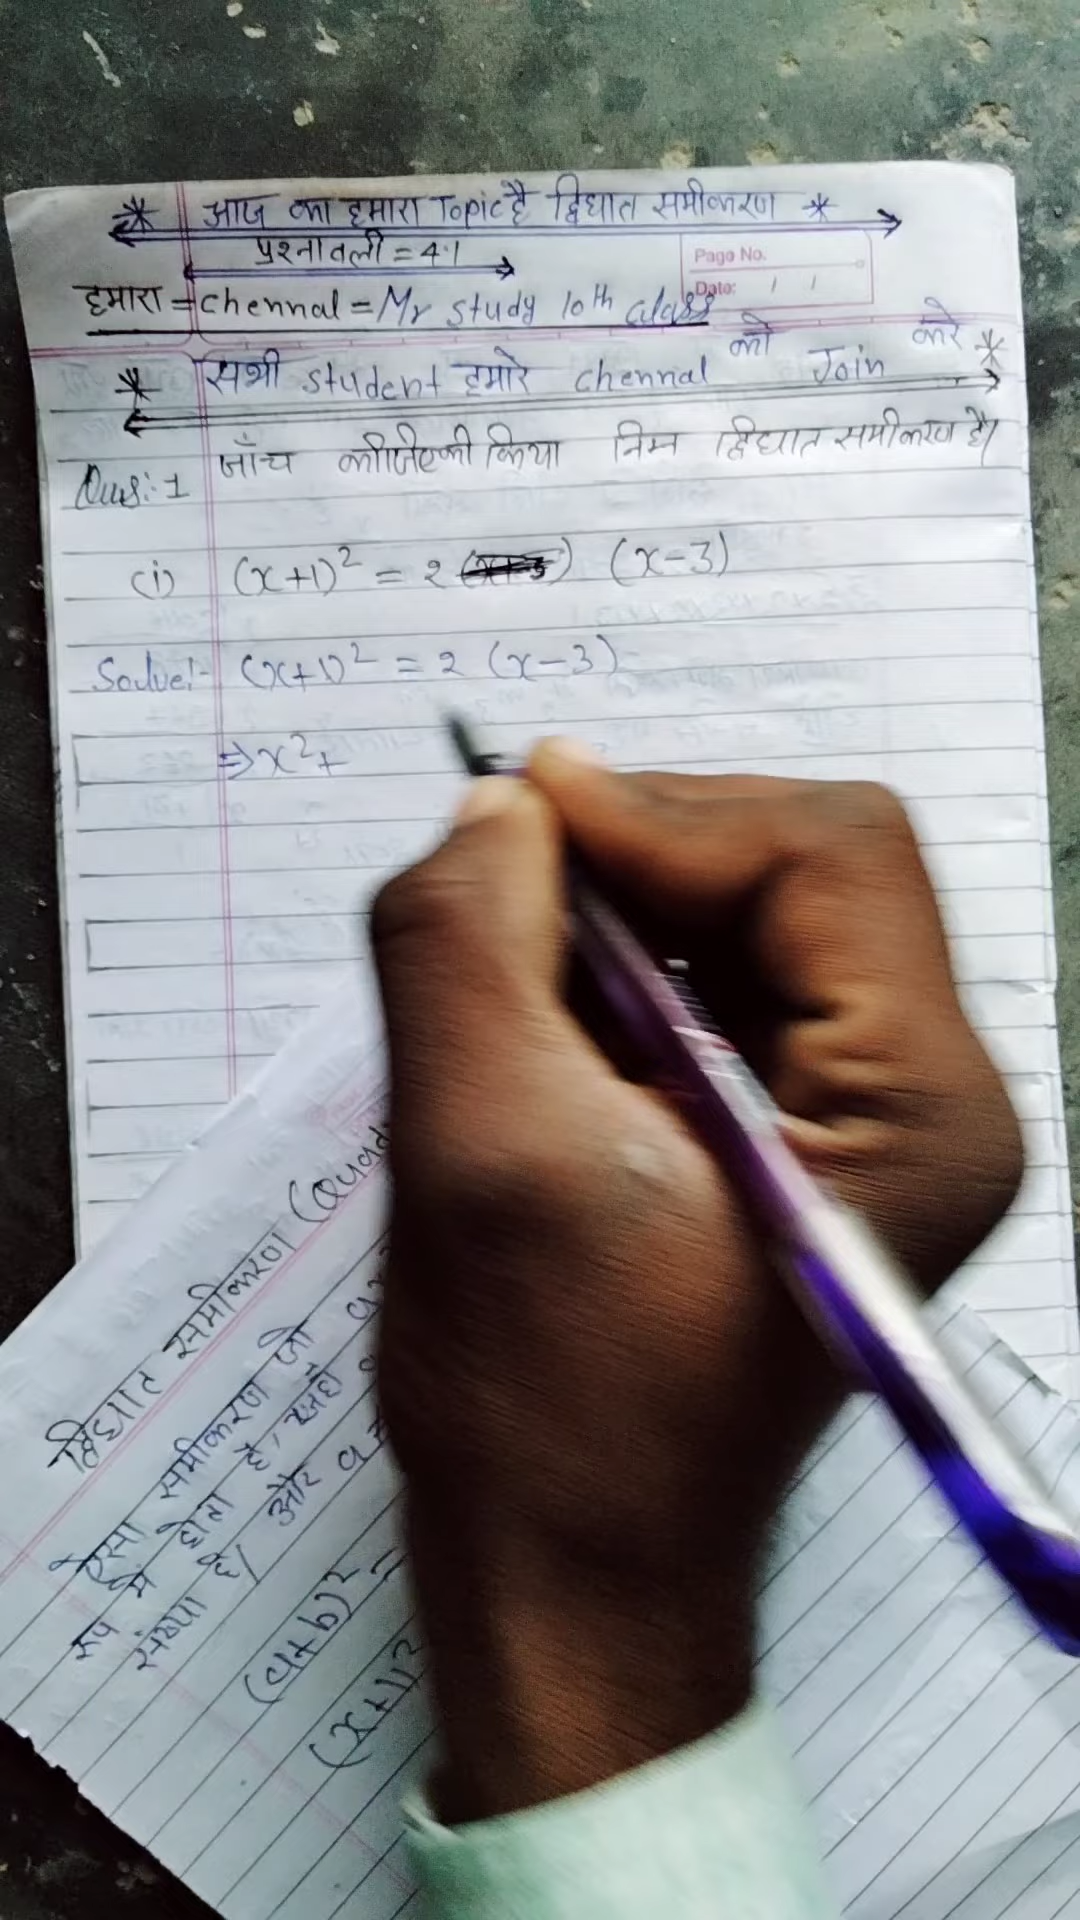 * आज का हमारा Topic है द्विघात समीकरण *
प्रश्नावली = 4.1
Page No.
Date: / /
हमारा = chennal = Mr study 10th class
* सभी student हमारे chennal को Join करे *
Ques:-1 जाँच कीजिए की क्या निम्न द्विघात समीकरण है।
(i) (x+1)² = 2 (x-3)
Solve:- (x+1)² = 2 (x-3)
⇒ x² +
द्विघात समीकरण (Quad
ऐसा समीकरण जो
रूप में होता है, जहाँ
संख्या है। और a
(a+b)² =
(x+1)²